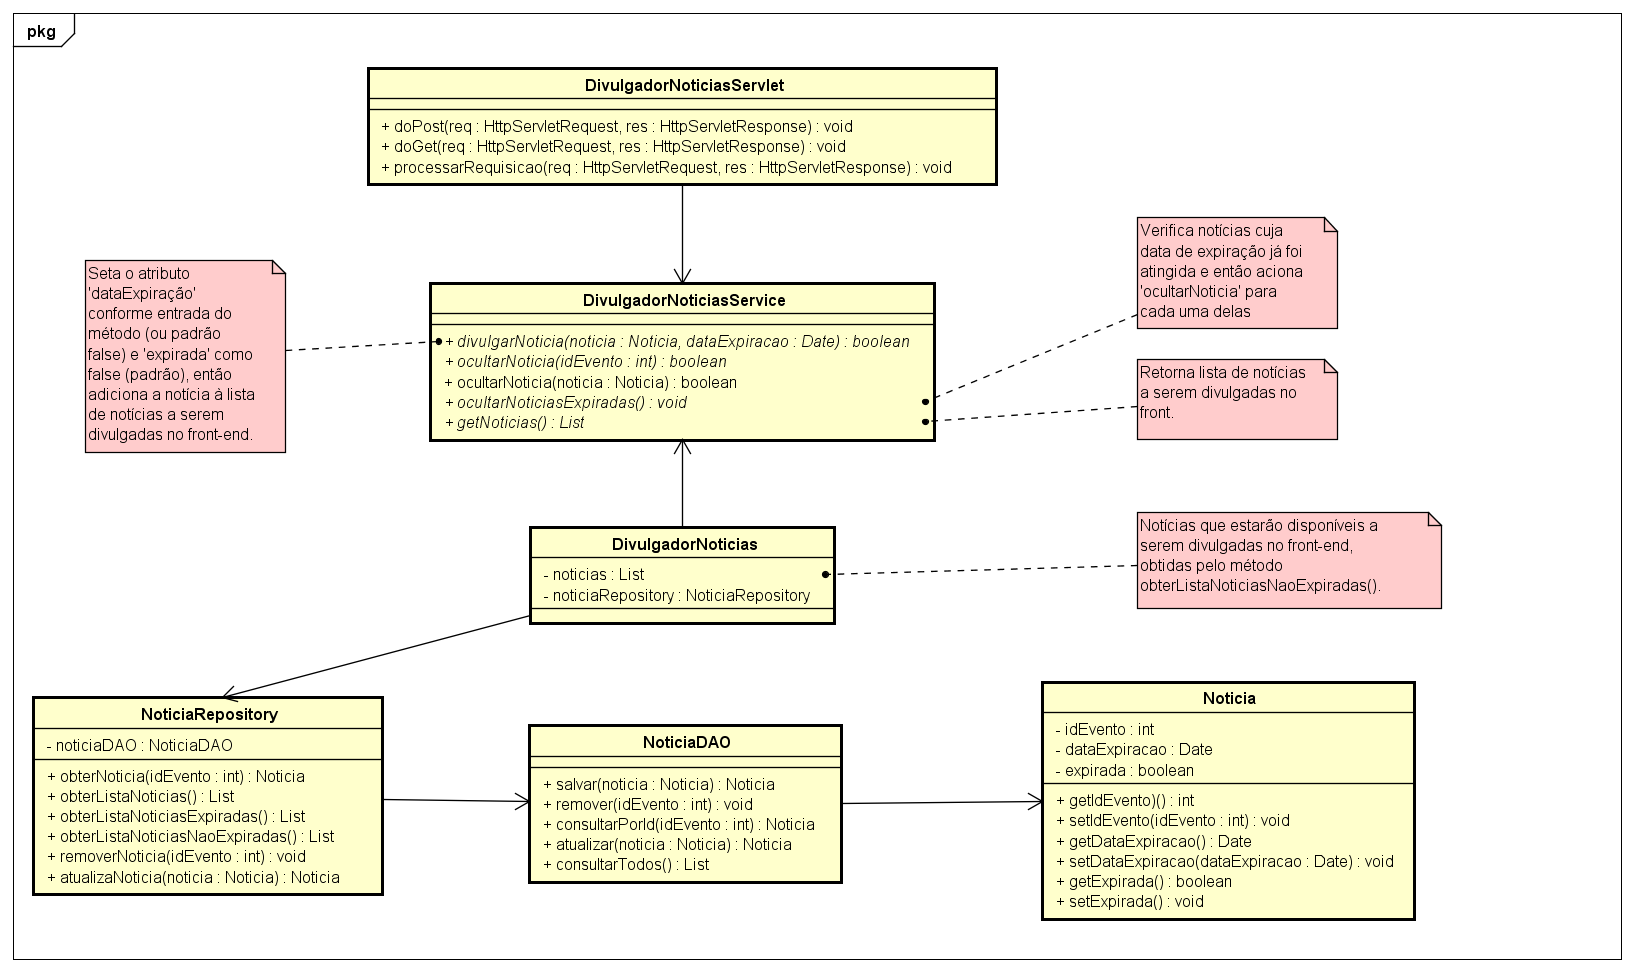 pkg
DivulgadorNoticiasServlet
+ doPost(req : HttpServletRequest, res : HttpServletResponse) : void
+ doGet(req : HttpServletRequest, res : HttpServletResponse) : void
+ processarRequisicao(req : HttpServletRequest, res : HttpServletResponse) : void
Verifica notícias cuja
data de expiração já foi
atingida e então aciona
'ocultarNoticia' para
cada uma delas
Seta o atributo
'dataExpiração'
conforme entrada do
método (ou padrão
false) e 'expirada' como
false (padrão), então
adiciona a notícia à lista
de notícias a serem
divulgadas no front-end.
DivulgadorNoticiasService
+ divulgarNoticia(noticia : Noticia, dataExpiracao : Date) : boolean
+ ocultarNoticia(idEvento : int) : boolean
+ ocultarNoticia(noticia : Noticia) : boolean
+ ocultarNoticiasExpiradas() : void
+ getNoticias() : List
Retorna lista de notícias
a serem divulgadas no
front.
DivulgadorNoticias
- noticias : List
- noticiaRepository : NoticiaRepository
Notícias que estarão disponíveis a
serem divulgadas no front-end,
obtidas pelo método
obterListaNoticiasNaoExpiradas().
NoticiaRepository
- noticiaDAO : NoticiaDAO
+ obterNoticia(idEvento : int) : Noticia
+ obterListaNoticias() : List
+ obterListaNoticiasExpiradas() : List
+ obterListaNoticiasNaoExpiradas() : List
+ removerNoticia(idEvento : int) : void
+ atualizaNoticia(noticia : Noticia) : Noticia
NoticiaDAO
+ salvar(noticia : Noticia) : Noticia
+ remover(idEvento : int) : void
+ consultarPorId(idEvento : int) : Noticia
+ atualizar(noticia : Noticia) : Noticia
+ consultarTodos() : List
Noticia
- idEvento : int
- dataExpiracao : Date
- expirada : boolean
+ getIdEvento)() : int
+ setIdEvento(idEvento : int) : void
+ getDataExpiracao() : Date
+ setDataExpiracao(dataExpiracao : Date) : void
+ getExpirada() : boolean
+ setExpirada() : void